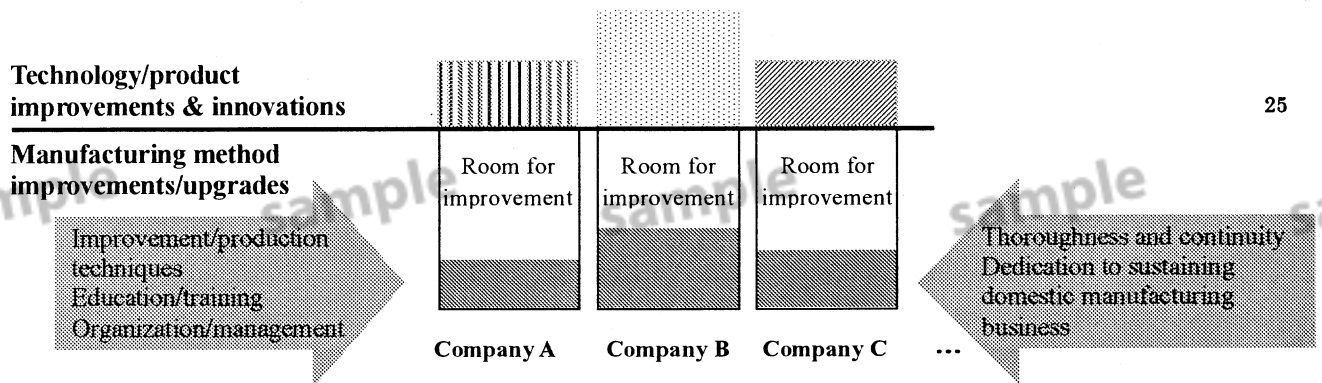 Technology/product
improvements & innovations
25
Manufacturing method
improvements/upgrades
Room for
improvement
Room for
improvement
Room for
improvement
sample
sample
sample
sample
Improvement/production
techniques
Education/training
Organization/management
Thoroughness and continuity
Dedication to sustaining
domestic manufacturing
business
Company A
Company B
Company C
...